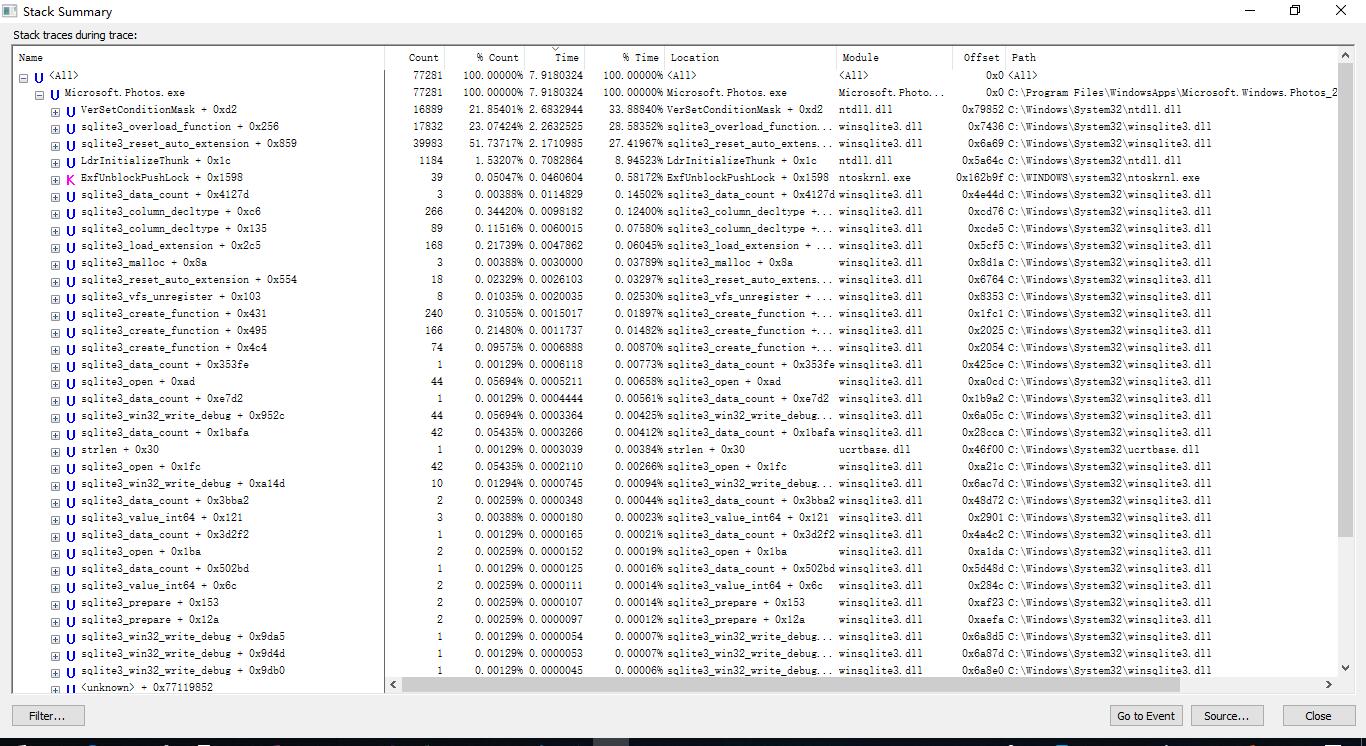 Stack Summary
Stack traces during trace:
Name Count % Count Time % Time Location Module Offset Path
<All> 77281 100.00000% 7.9180324 100.00000% <All> <All> 0x0 <All>
Microsoft.Photos.exe 77281 100.00000% 7.9180324 100.00000% Microsoft.Photos.exe Microsoft.Photo... 0x0 C:\Program Files\WindowsApps\Microsoft.Windows.Photos_2
VerSetConditionMask + 0xd2 16889 21.85401% 2.6832944 33.88840% VerSetConditionMask + 0xd2 ntdll.dll 0x79852 C:\Windows\System32\ntdll.dll
sqlite3_overload_function + 0x256 17832 23.07424% 2.2632525 28.58352% sqlite3_overload_function... winsqlite3.dll 0x7436 C:\Windows\System32\winsqlite3.dll
sqlite3_reset_auto_extension + 0x859 39983 51.73717% 2.1710985 27.41967% sqlite3_reset_auto_extens... winsqlite3.dll 0x6a69 C:\Windows\System32\winsqlite3.dll
LdrInitializeThunk + 0x1c 1184 1.53207% 0.7082864 8.94523% LdrInitializeThunk + 0x1c ntdll.dll 0x5a64c C:\Windows\System32\ntdll.dll
ExfUnblockPushLock + 0x1598 39 0.05047% 0.0460604 0.58172% ExfUnblockPushLock + 0x1598 ntoskrnl.exe 0x162b9f C:\WINDOWS\system32\ntoskrnl.exe
sqlite3_data_count + 0x4127d 3 0.00388% 0.0114829 0.14502% sqlite3_data_count + 0x4127d winsqlite3.dll 0x4e44d C:\Windows\System32\winsqlite3.dll
sqlite3_column_decltype + 0xc6 266 0.34420% 0.0098182 0.12400% sqlite3_column_decltype +... winsqlite3.dll 0xcd76 C:\Windows\System32\winsqlite3.dll
sqlite3_column_decltype + 0x135 89 0.11516% 0.0060015 0.07580% sqlite3_column_decltype +... winsqlite3.dll 0xcde5 C:\Windows\System32\winsqlite3.dll
sqlite3_load_extension + 0x2c5 168 0.21739% 0.0047862 0.06045% sqlite3_load_extension + ... winsqlite3.dll 0x5cf5 C:\Windows\System32\winsqlite3.dll
sqlite3_malloc + 0x8a 3 0.00388% 0.0030000 0.03789% sqlite3_malloc + 0x8a winsqlite3.dll 0x8d1a C:\Windows\System32\winsqlite3.dll
sqlite3_reset_auto_extension + 0x554 18 0.02329% 0.0026103 0.03297% sqlite3_reset_auto_extens... winsqlite3.dll 0x6764 C:\Windows\System32\winsqlite3.dll
sqlite3_vfs_unregister + 0x103 8 0.01035% 0.0020035 0.02530% sqlite3_vfs_unregister + ... winsqlite3.dll 0x8353 C:\Windows\System32\winsqlite3.dll
sqlite3_create_function + 0x431 240 0.31055% 0.0015017 0.01897% sqlite3_create_function +... winsqlite3.dll 0x1fc1 C:\Windows\System32\winsqlite3.dll
sqlite3_create_function + 0x495 166 0.21480% 0.0011737 0.01482% sqlite3_create_function +... winsqlite3.dll 0x2025 C:\Windows\System32\winsqlite3.dll
sqlite3_create_function + 0x4c4 74 0.09575% 0.0006888 0.00870% sqlite3_create_function +... winsqlite3.dll 0x2054 C:\Windows\System32\winsqlite3.dll
sqlite3_data_count + 0x353fe 1 0.00129% 0.0006118 0.00773% sqlite3_data_count + 0x353fe winsqlite3.dll 0x425ce C:\Windows\System32\winsqlite3.dll
sqlite3_open + 0xad 44 0.05694% 0.0005211 0.00658% sqlite3_open + 0xad winsqlite3.dll 0xa0cd C:\Windows\System32\winsqlite3.dll
sqlite3_data_count + 0xe7d2 1 0.00129% 0.0004444 0.00561% sqlite3_data_count + 0xe7d2 winsqlite3.dll 0x1b9a2 C:\Windows\System32\winsqlite3.dll
sqlite3_win32_write_debug + 0x952c 44 0.05694% 0.0003364 0.00425% sqlite3_win32_write_debug... winsqlite3.dll 0x6a05c C:\Windows\System32\winsqlite3.dll
sqlite3_data_count + 0x1bafa 42 0.05435% 0.0003266 0.00412% sqlite3_data_count + 0x1bafa winsqlite3.dll 0x28cca C:\Windows\System32\winsqlite3.dll
strlen + 0x30 1 0.00129% 0.0003039 0.00384% strlen + 0x30 ucrtbase.dll 0x46f00 C:\Windows\System32\ucrtbase.dll
sqlite3_open + 0x1fc 42 0.05435% 0.0002110 0.00266% sqlite3_open + 0x1fc winsqlite3.dll 0xa21c C:\Windows\System32\winsqlite3.dll
sqlite3_win32_write_debug + 0xa14d 10 0.01294% 0.0000745 0.00094% sqlite3_win32_write_debug... winsqlite3.dll 0x6ac7d C:\Windows\System32\winsqlite3.dll
sqlite3_data_count + 0x3bba2 2 0.00259% 0.0000348 0.00044% sqlite3_data_count + 0x3bba2 winsqlite3.dll 0x48d72 C:\Windows\System32\winsqlite3.dll
sqlite3_value_int64 + 0x121 3 0.00388% 0.0000180 0.00023% sqlite3_value_int64 + 0x121 winsqlite3.dll 0x2901 C:\Windows\System32\winsqlite3.dll
sqlite3_data_count + 0x3d2f2 1 0.00129% 0.0000165 0.00021% sqlite3_data_count + 0x3d2f2 winsqlite3.dll 0x4a4c2 C:\Windows\System32\winsqlite3.dll
sqlite3_open + 0x1ba 2 0.00259% 0.0000152 0.00019% sqlite3_open + 0x1ba winsqlite3.dll 0xa1da C:\Windows\System32\winsqlite3.dll
sqlite3_data_count + 0x502bd 1 0.00129% 0.0000125 0.00016% sqlite3_data_count + 0x502bd winsqlite3.dll 0x5d48d C:\Windows\System32\winsqlite3.dll
sqlite3_value_int64 + 0x6c 2 0.00259% 0.0000111 0.00014% sqlite3_value_int64 + 0x6c winsqlite3.dll 0x284c C:\Windows\System32\winsqlite3.dll
sqlite3_prepare + 0x153 2 0.00259% 0.0000107 0.00014% sqlite3_prepare + 0x153 winsqlite3.dll 0xaf23 C:\Windows\System32\winsqlite3.dll
sqlite3_prepare + 0x12a 2 0.00259% 0.0000097 0.00012% sqlite3_prepare + 0x12a winsqlite3.dll 0xaefa C:\Windows\System32\winsqlite3.dll
sqlite3_win32_write_debug + 0x9da5 1 0.00129% 0.0000054 0.00007% sqlite3_win32_write_debug... winsqlite3.dll 0x6a8d5 C:\Windows\System32\winsqlite3.dll
sqlite3_win32_write_debug + 0x9d4d 1 0.00129% 0.0000053 0.00007% sqlite3_win32_write_debug... winsqlite3.dll 0x6a87d C:\Windows\System32\winsqlite3.dll
sqlite3_win32_write_debug + 0x9db0 1 0.00129% 0.0000045 0.00006% sqlite3_win32_write_debug... winsqlite3.dll 0x6a8e0 C:\Windows\System32\winsqlite3.dll
<unknown> + 0x77119852
Filter... Go to Event Source... Close